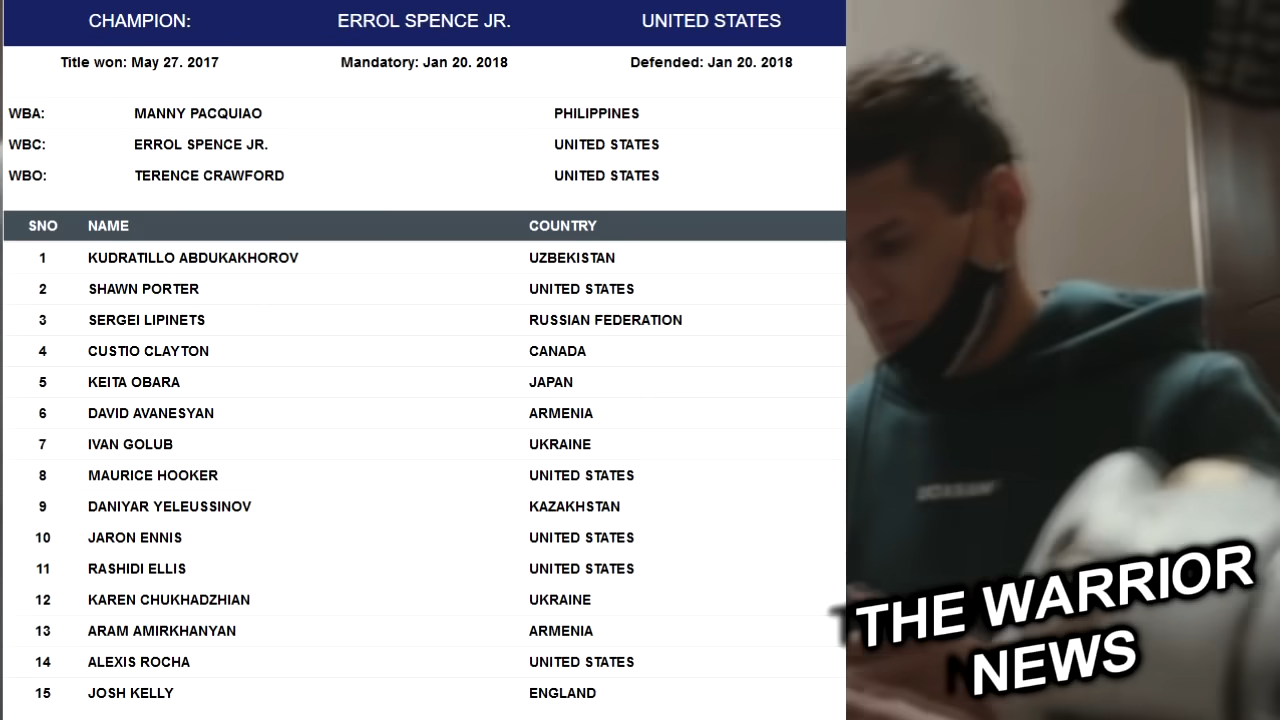 CHAMPION: ERROL SPENCE JR. UNITED STATES
Title won: May 27. 2017 Mandatory: Jan 20. 2018 Defended: Jan 20. 2018
WBA: MANNY PACQUIAO PHILIPPINES
WBC: ERROL SPENCE JR. UNITED STATES
WBO: TERENCE CRAWFORD UNITED STATES
SNO NAME COUNTRY
1 KUDRATILLO ABDUKAKHOROV UZBEKISTAN
2 SHAWN PORTER UNITED STATES
3 SERGEI LIPINETS RUSSIAN FEDERATION
4 CUSTIO CLAYTON CANADA
5 KEITA OBARA JAPAN
6 DAVID AVANESYAN ARMENIA
7 IVAN GOLUB UKRAINE
8 MAURICE HOOKER UNITED STATES
9 DANIYAR YELEUSSINOV KAZAKHSTAN
10 JARON ENNIS UNITED STATES
11 RASHIDI ELLIS UNITED STATES
12 KAREN CHUKHADZHIAN UKRAINE
13 ARAM AMIRKHANYAN ARMENIA
14 ALEXIS ROCHA UNITED STATES
15 JOSH KELLY ENGLAND
THE WARRIOR
NEWS